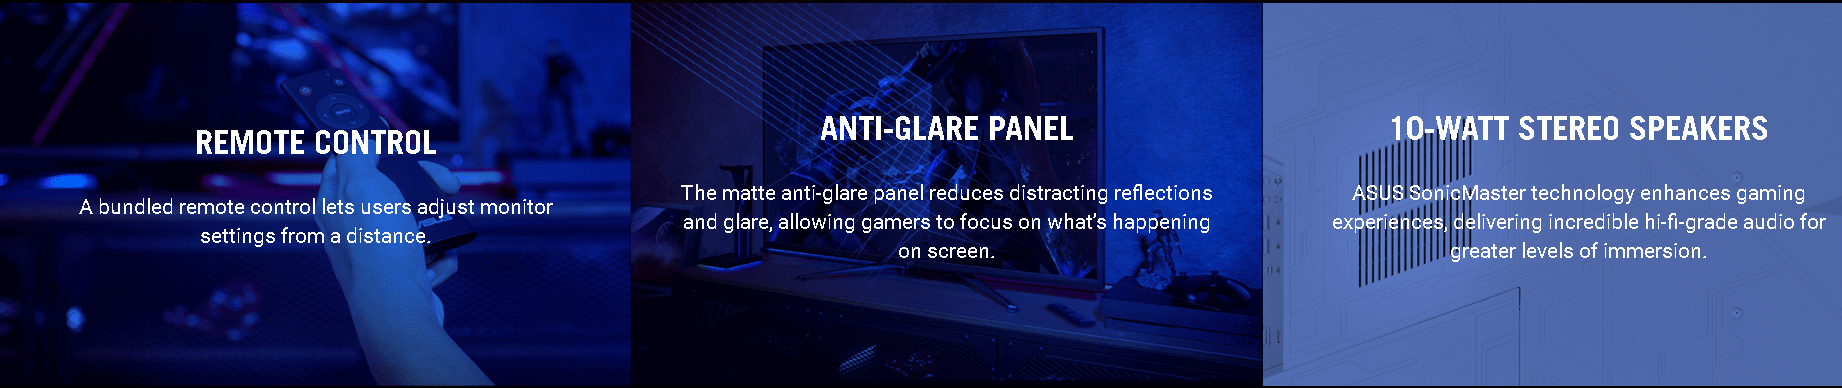 REMOTE CONTROL
A bundled remote control lets users adjust monitor
settings from a distance.
ANTI-GLARE PANEL
The matte anti-glare panel reduces distracting reflections
and glare, allowing gamers to focus on what's happening
on screen.
10-WATT STEREO SPEAKERS
ASUS SonicMaster technology enhances gaming
experiences, delivering incredible hi-fi-grade audio for
greater levels of immersion.